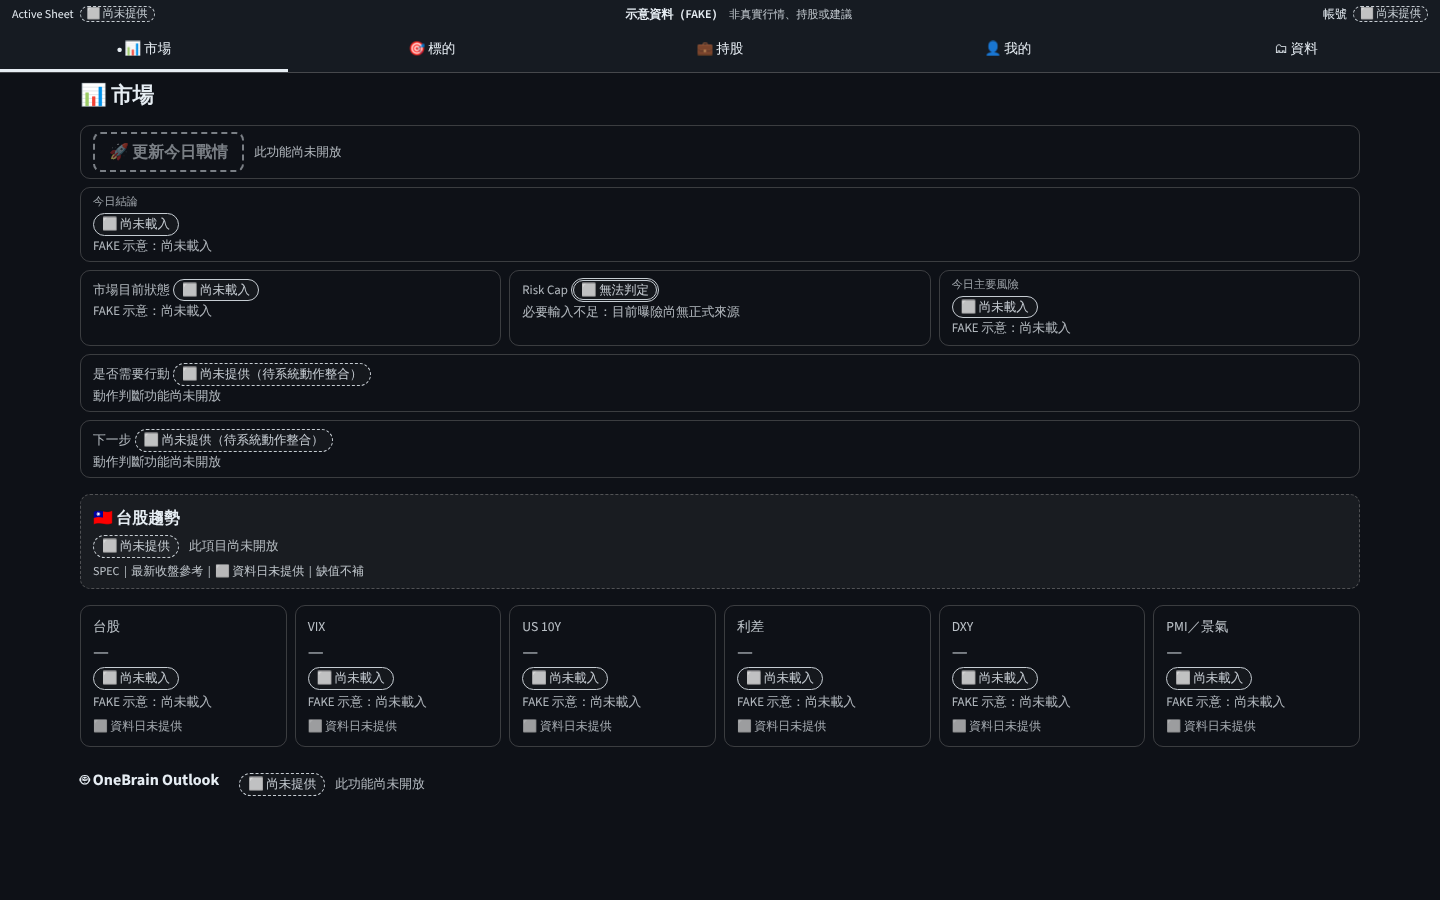 Active Sheet 尚未提供 示意資料（FAKE） 非真實行情、持股或建議 帳號 尚未提供
市場 標的 持股 我的 資料
市場
更新今日戰情 此功能尚未開放
今日結論
尚未載入
FAKE 示意：尚未載入
市場目前狀態 尚未載入
FAKE 示意：尚未載入
Risk Cap 無法判定
必要輸入不足：目前曝險尚無正式來源
今日主要風險
尚未載入
FAKE 示意：尚未載入
是否需要行動 尚未提供（待系統動作整合）
動作判斷功能尚未開放
下一步 尚未提供（待系統動作整合）
動作判斷功能尚未開放
台股趨勢
尚未提供 此項目尚未開放
SPEC｜最新收盤參考｜資料日未提供｜缺值不補
台股
—
尚未載入
FAKE 示意：尚未載入
資料日未提供
VIX
—
尚未載入
FAKE 示意：尚未載入
資料日未提供
US 10Y
—
尚未載入
FAKE 示意：尚未載入
資料日未提供
利差
—
尚未載入
FAKE 示意：尚未載入
資料日未提供
DXY
—
尚未載入
FAKE 示意：尚未載入
資料日未提供
PMI／景氣
—
尚未載入
FAKE 示意：尚未載入
資料日未提供
OneBrain Outlook 尚未提供 此功能尚未開放